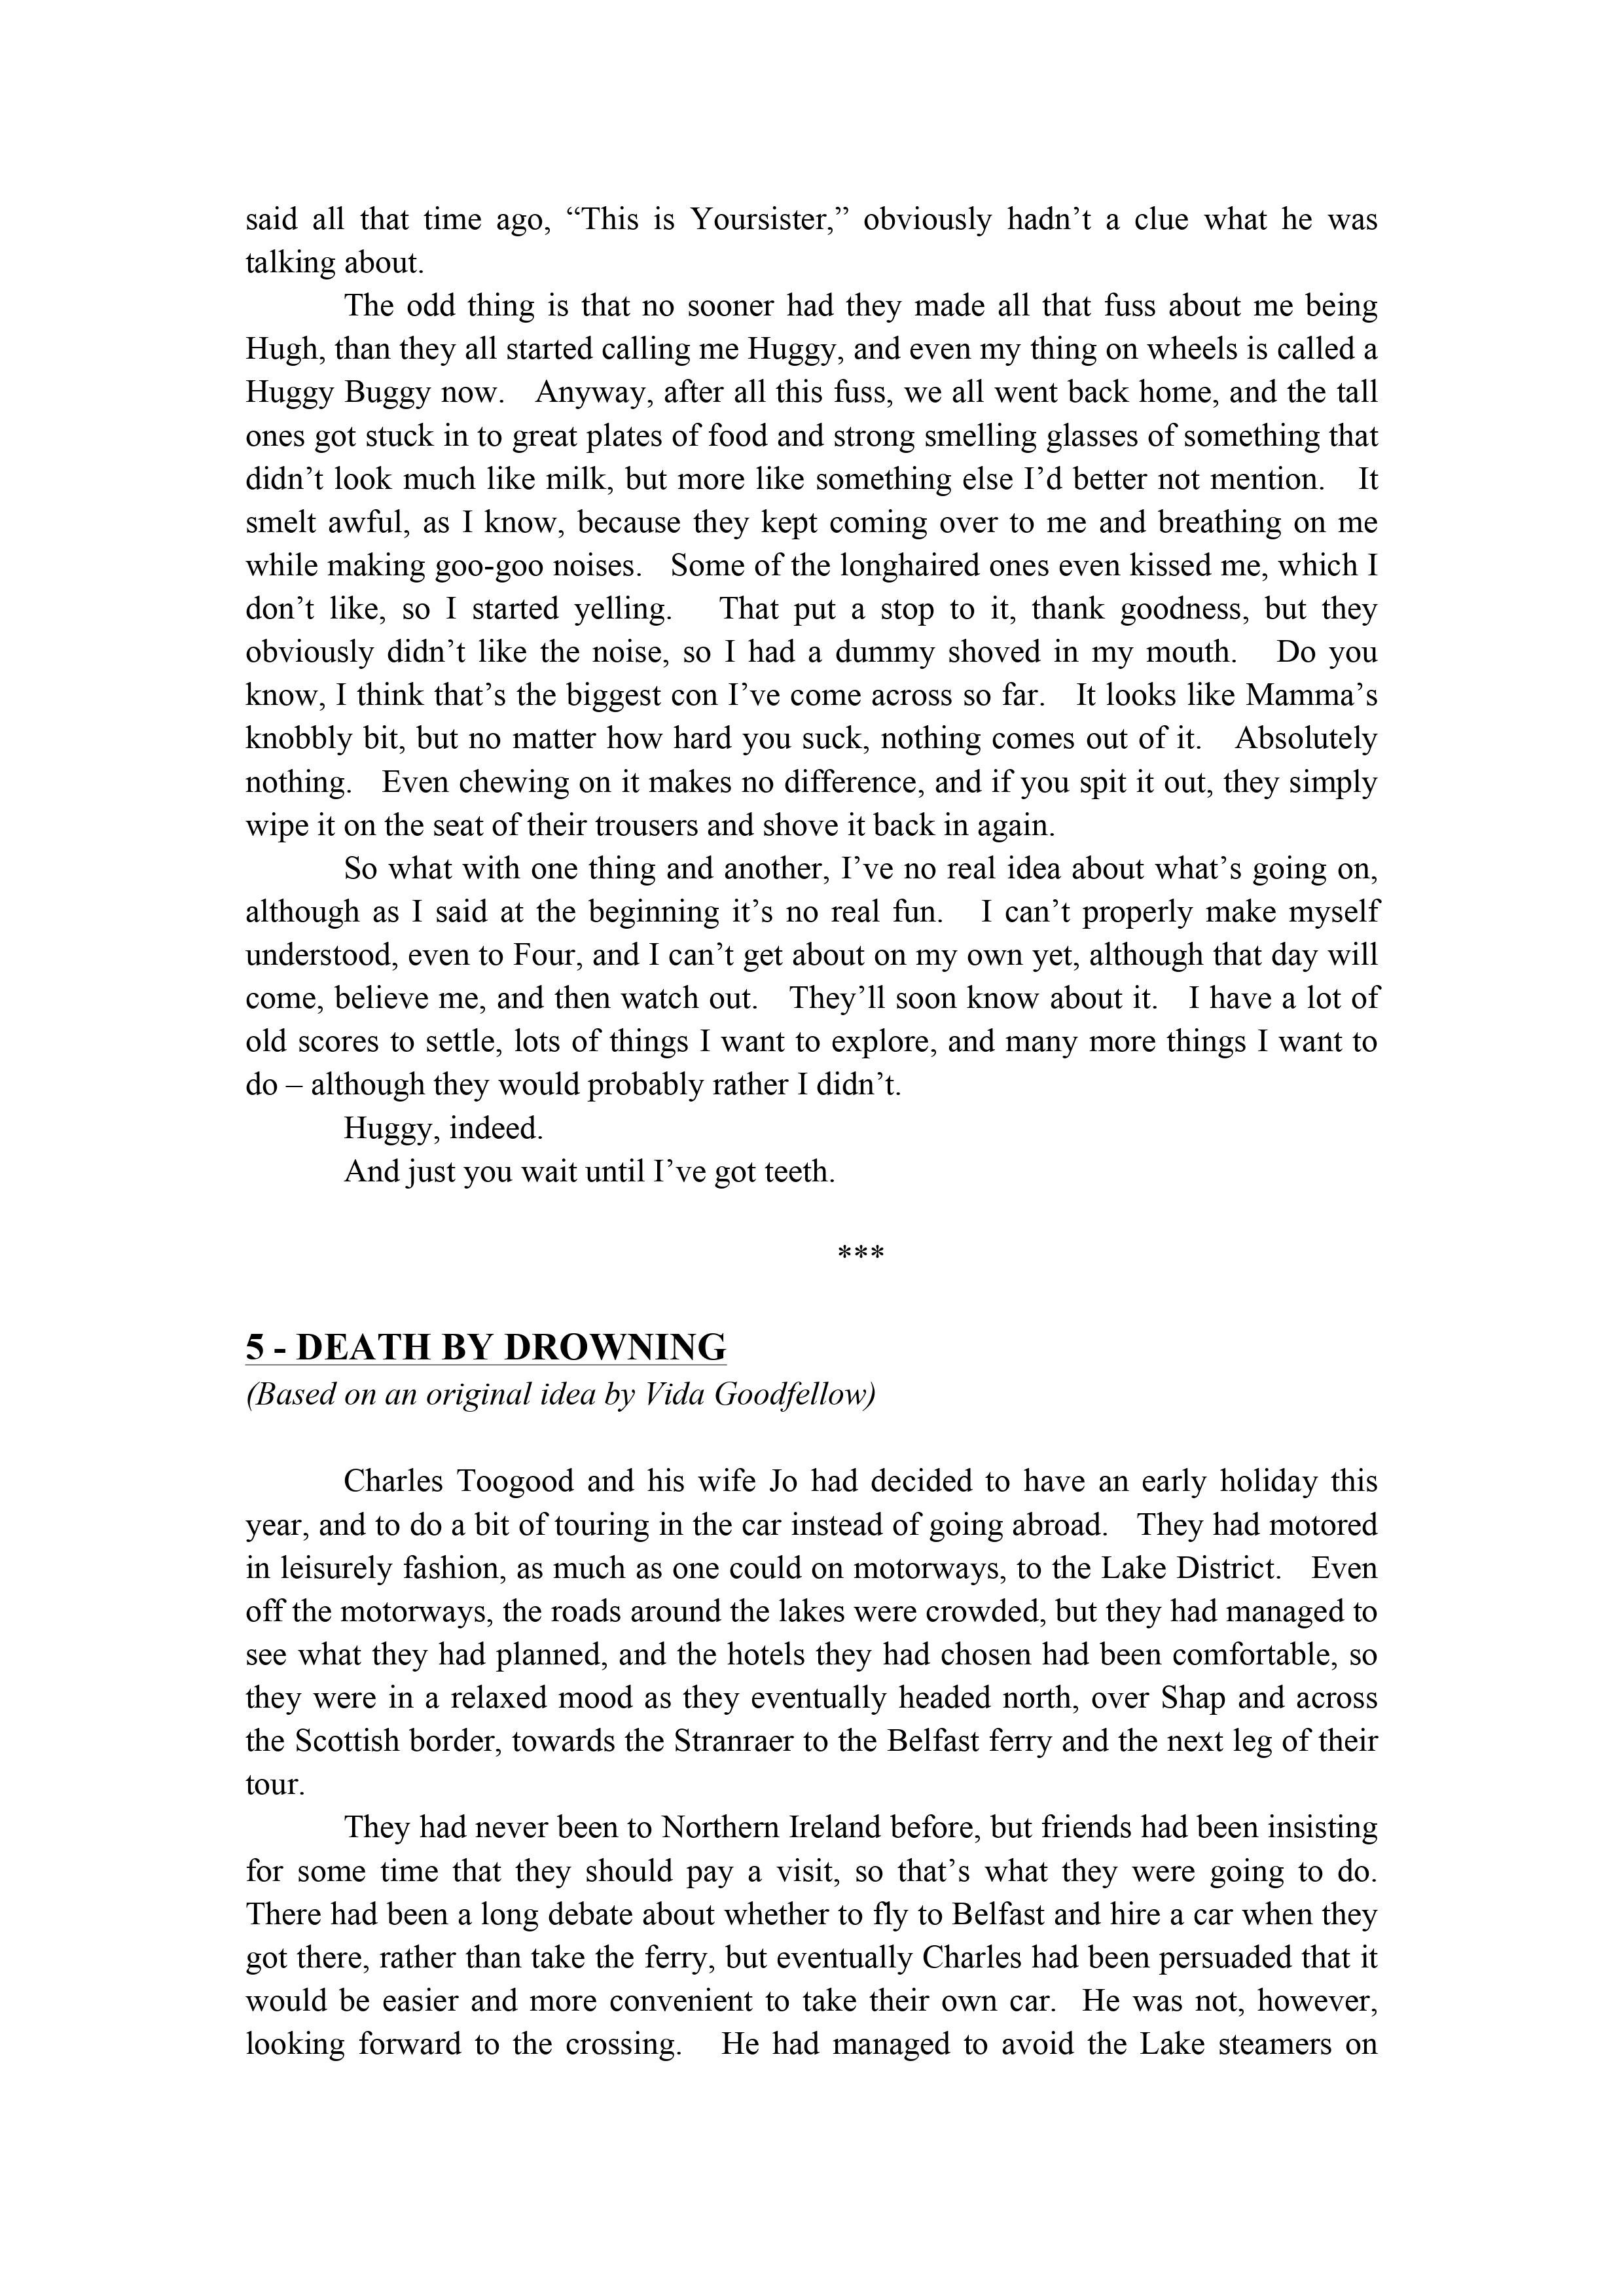 said all that time ago, “This is Yoursister,” obviously hadn’t a clue what he was
talking about.
The odd thing is that no sooner had they made all that fuss about me being
Hugh, than they all started calling me Huggy, and even my thing on wheels is called a
Huggy Buggy now. Anyway, after all this fuss, we all went back home, and the tall
ones got stuck in to great plates of food and strong smelling glasses of something that
didn’t look much like milk, but more like something else I’d better not mention. It
smelt awful, as I know, because they kept coming over to me and breathing on me
while making goo-goo noises. Some of the longhaired ones even kissed me, which I
don’t like, so I started yelling. That put a stop to it, thank goodness, but they
obviously didn’t like the noise, so I had a dummy shoved in my mouth. Do you
know, I think that’s the biggest con I’ve come across so far. It looks like Mamma’s
knobbly bit, but no matter how hard you suck, nothing comes out of it. Absolutely
nothing. Even chewing on it makes no difference, and if you spit it out, they simply
wipe it on the seat of their trousers and shove it back in again.
So what with one thing and another, I’ve no real idea about what’s going on,
although as I said at the beginning it’s no real fun. I can’t properly make myself
understood, even to Four, and I can’t get about on my own yet, although that day will
come, believe me, and then watch out. They’ll soon know about it. I have a lot of
old scores to settle, lots of things I want to explore, and many more things I want to
do – although they would probably rather I didn’t.
Huggy, indeed.
And just you wait until I’ve got teeth.
***
5 - DEATH BY DROWNING
(Based on an original idea by Vida Goodfellow)
Charles Toogood and his wife Jo had decided to have an early holiday this
year, and to do a bit of touring in the car instead of going abroad. They had motored
in leisurely fashion, as much as one could on motorways, to the Lake District. Even
off the motorways, the roads around the lakes were crowded, but they had managed to
see what they had planned, and the hotels they had chosen had been comfortable, so
they were in a relaxed mood as they eventually headed north, over Shap and across
the Scottish border, towards the Stranraer to the Belfast ferry and the next leg of their
tour.
They had never been to Northern Ireland before, but friends had been insisting
for some time that they should pay a visit, so that’s what they were going to do.
There had been a long debate about whether to fly to Belfast and hire a car when they
got there, rather than take the ferry, but eventually Charles had been persuaded that it
would be easier and more convenient to take their own car. He was not, however,
looking forward to the crossing. He had managed to avoid the Lake steamers on